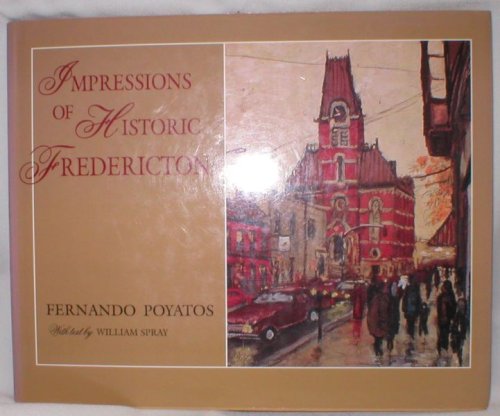 IMPRESSIONS
OF HISTORIC
FREDERICTON
FERNANDO POYATOS
With text by WILLIAM SPRAY